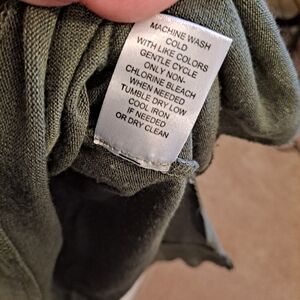 MACHINE WASH
COLD
WITH LIKE COLORS
GENTLE CYCLE
ONLY NON-
CHLORINE BLEACH
WHEN NEEDED
TUMBLE DRY LOW
COOL IRON
IF NEEDED
OR DRY CLEAN